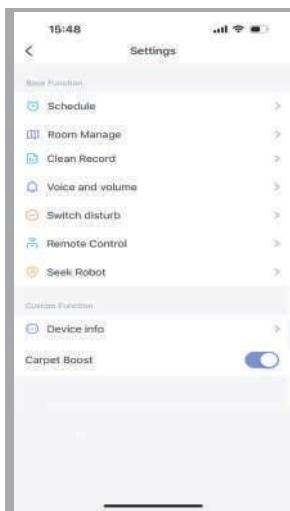 15:48
Settings
Base Function
Schedule
Room Manage
Clean Record
Voice and volume
Switch disturb
Remote Control
Seek Robot
Custom Function
Device info
Carpet Boost